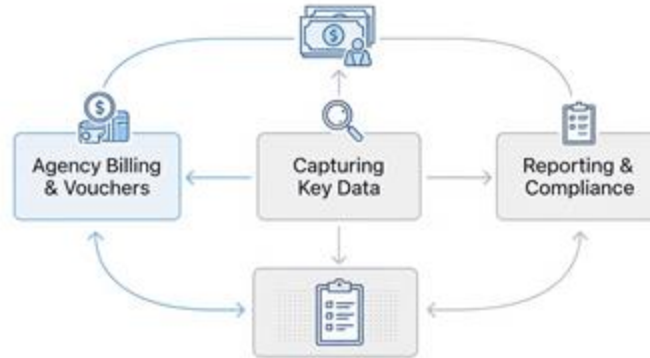 $
$
Agency Billing
& Vouchers
Capturing
Key Data
Reporting &
Compliance